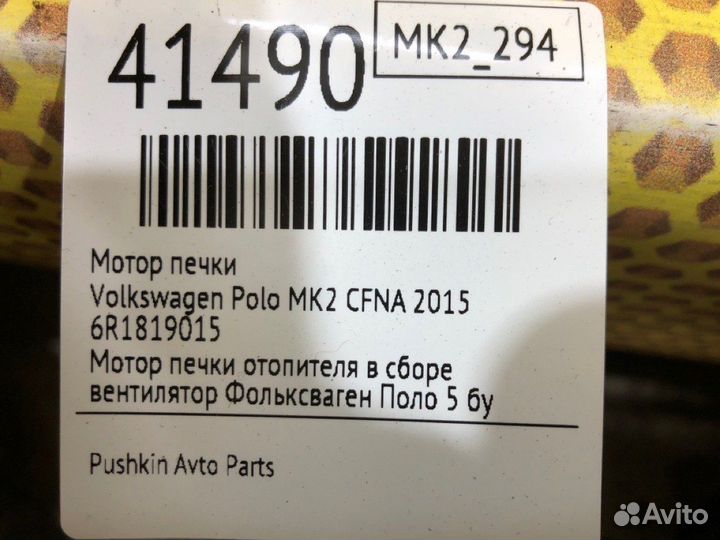 41490
MK2_294
Мотор печки
Volkswagen Polo MK2 CFNA 2015
6R1819015
Мотор печки отопителя в сборе
вентилятор Фольксваген Поло 5 бу
Pushkin Avto Parts
Avito